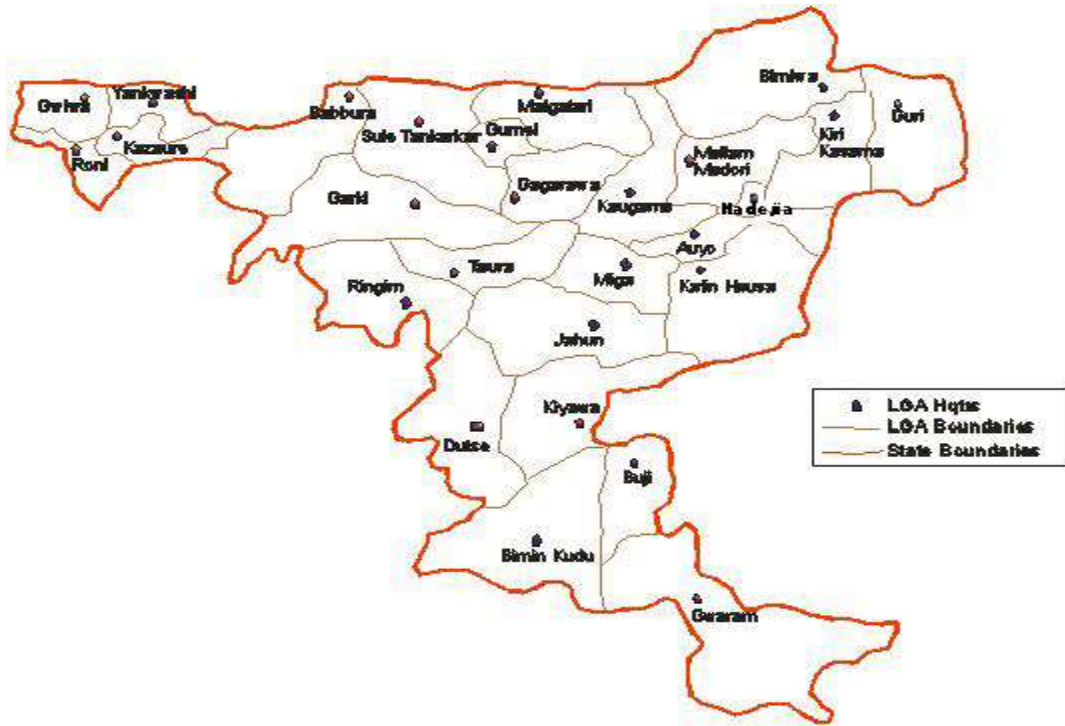 Birniwa
Guri
Yankwashi
Gwiwa
Babbura
Maigatari
Sule Tankarkar
Gumel
Kiri
Kasama
Kazaure
Roni
Mallam
Madori
Garki
Gagarawa
Kaugama
Hadejia
Auyo
Taura
Miga
Kafin Hausa
Ringim
Jahun
Kiyawa
LGA Hqtrs
LGA Boundaries
State Boundaries
Dutse
Buji
Birnin Kudu
Gwaram